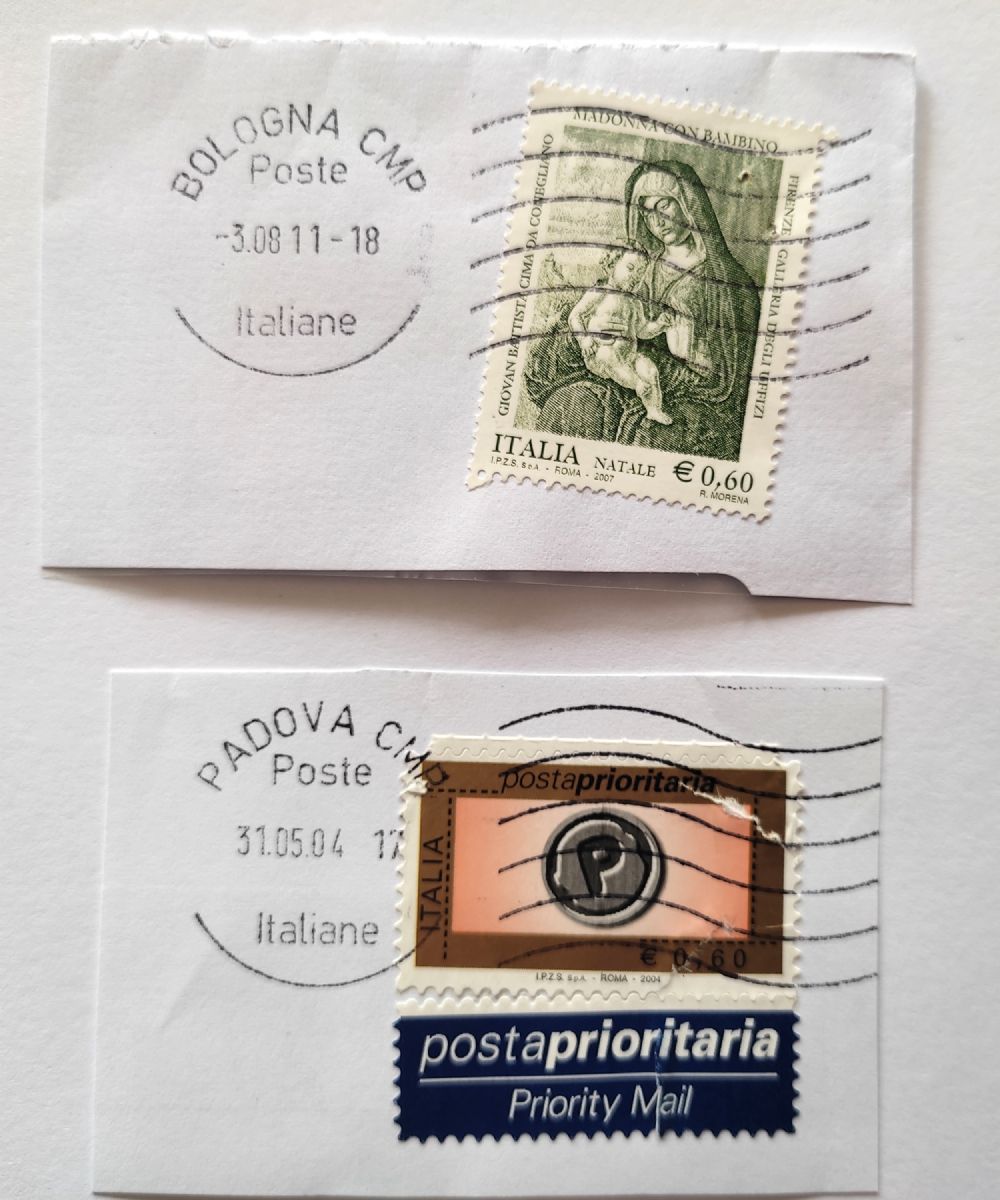 BOLOGNA CMP
Poste
-3.08 11-18
Italiane
MADONNA CON BAMBINO
GIOVAN BATTISTA CIMA DA CONEGLIANO
FIRENZE GALLERIA DEGLI UFFIZI
ITALIA NATALE € 0,60
I.P.Z.S. S.p.A. - ROMA - 2007
R. MORENA
PADOVA CMP
Poste
31.05.04 17
Italiane
postaprioritaria
P
ITALIA
€ 0,60
I.P.Z.S. S.p.A. - ROMA - 2004
postaprioritaria
Priority Mail